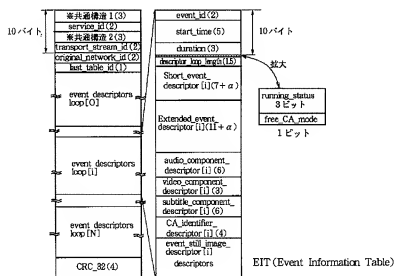 10バイト
※共通構造1(3)
service_id(2)
※共通構造2(3)
transport_stream_id(2)
original_network_id(2)
last_table_id(1)
event descriptors
loop[0]
event descriptors
loop[i]
event descriptors
loop[N]
CRC_32(4)
event_id(2)
start_time(5)
duration(3)
descriptor_loop_length(1.5)
Short_event_
descriptor[i](7+α)
Extended_event_
descriptor[i](11+α)
audio_component_
descriptor[i](6)
video_component_
descriptor[i](3)
subtitle_component_
descriptor[i](6)
CA_identifier_
descriptor[i](4)
event_still_image_
descriptor[i]
descriptors
10バイト
拡大
running_status
3ビット
free_CA_mode
1ビット
EIT (Event Information Table)